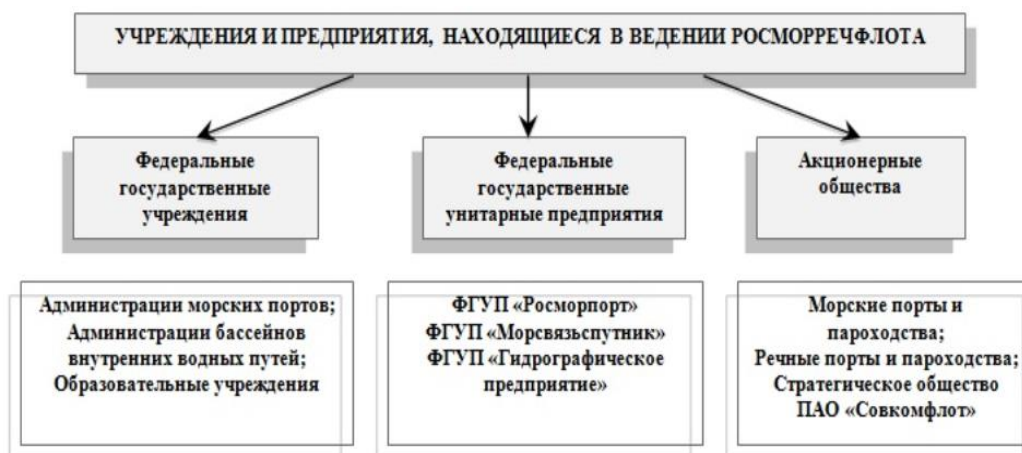 УЧРЕЖДЕНИЯ И ПРЕДПРИЯТИЯ, НАХОДЯЩИЕСЯ В ВЕДЕНИИ РОСМОРРЕЧФЛОТА
Федеральные
государственные
учреждения
Федеральные
государственные
унитарные предприятия
Акционерные
общества
Администрации морских портов;
Администрации бассейнов
внутренних водных путей;
Образовательные учреждения
ФГУП «Росморпорт»
ФГУП «Морсвязьспутник»
ФГУП «Гидрографическое
предприятие»
Морские порты и
пароходства;
Речные порты и пароходства;
Стратегическое общество
ПАО «Совкомфлот»